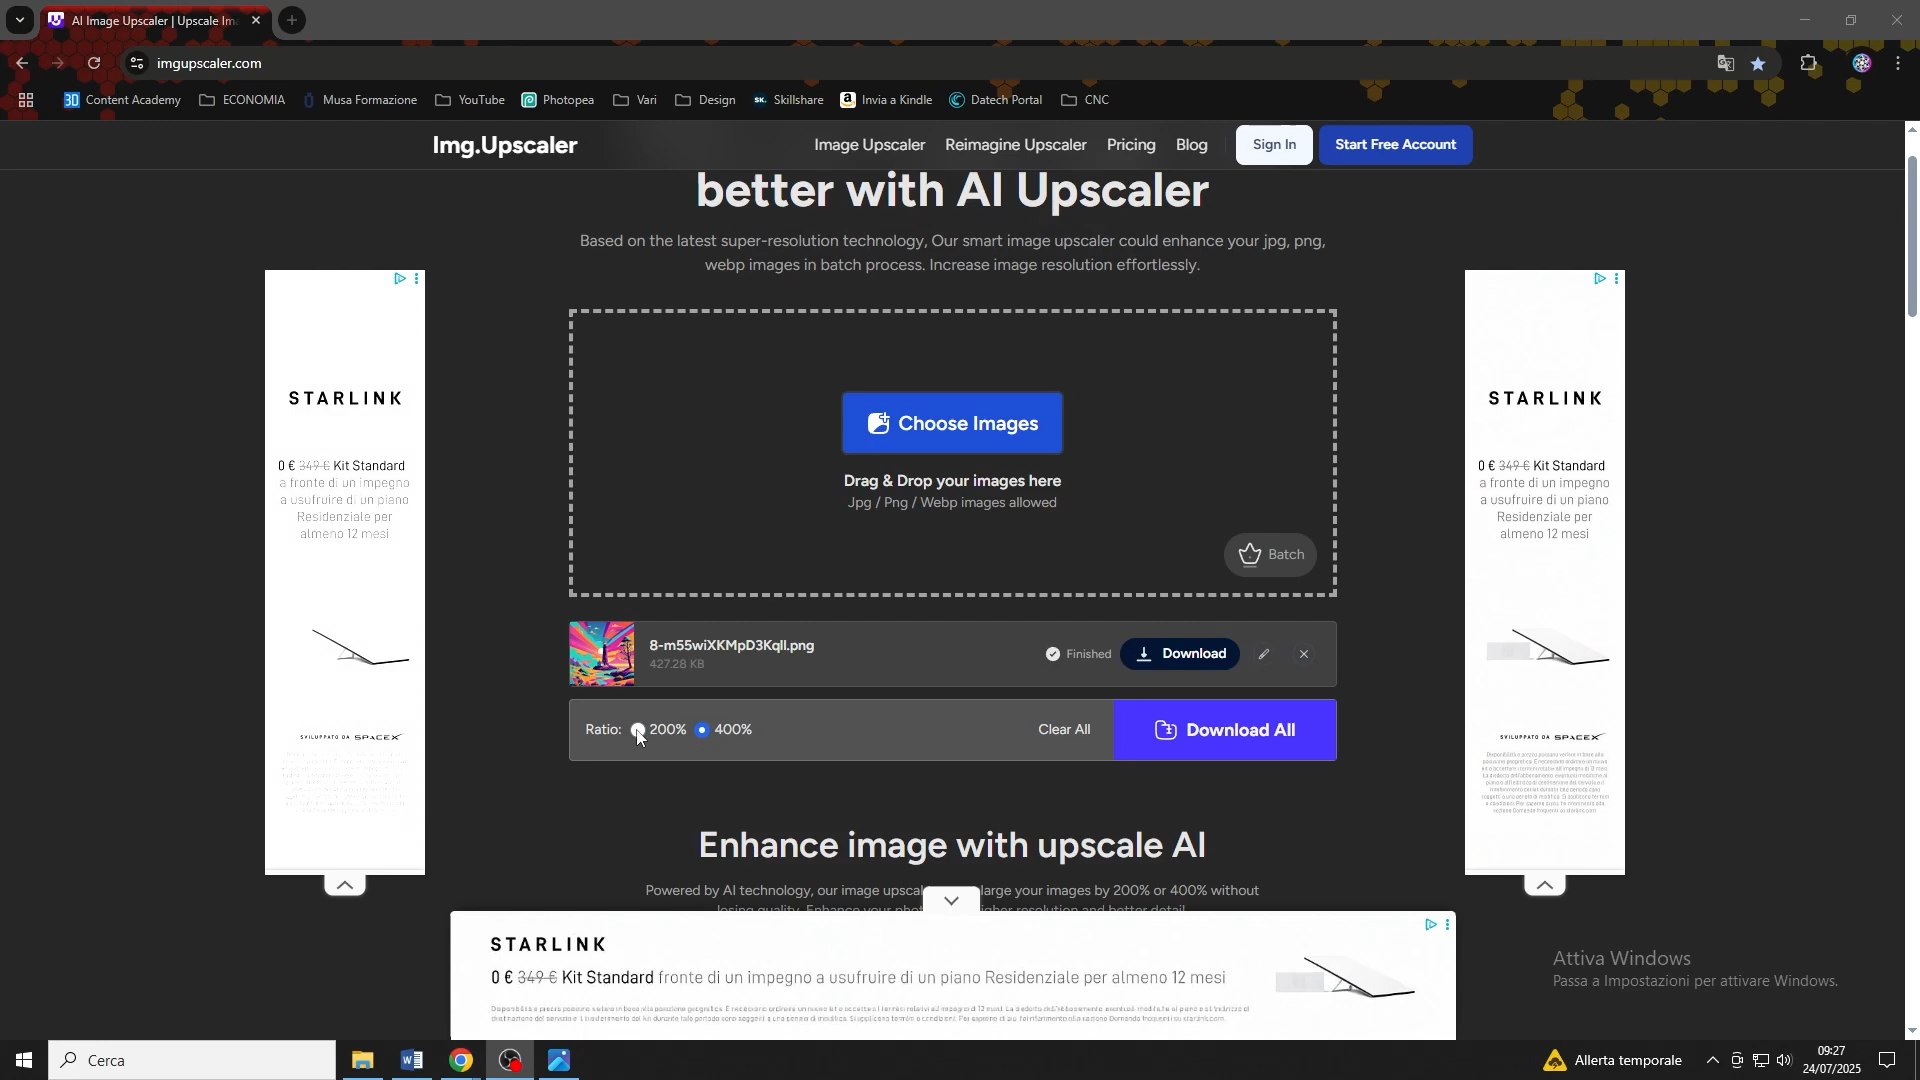 AI Image Upscaler | Upscale Im
imgupscaler.com
Content Academy
ECONOMIA
Musa Formazione
YouTube
Photopea
Vari
Design
Skillshare
Invia a Kindle
Datech Portal
CNC
Img.Upscaler
Image Upscaler
Reimagine Upscaler
Pricing
Blog
Sign In
Start Free Account
better with AI Upscaler
Based on the latest super-resolution technology, Our smart image upscaler could enhance your jpg, png,
webp images in batch process. Increase image resolution effortlessly.
STARLINK
0 € 349 € Kit Standard
a fronte di un impegno
a usufruire di un piano
Residenziale per
almeno 12 mesi
SVILUPPATO DA SPACEX
Choose Images
Drag & Drop your images here
Jpg / Png / Webp images allowed
Batch
8-m55wiXKMpD3KqlI.png
427.28 KB
Finished
Download
Ratio:
200%
400%
Clear All
Download All
STARLINK
0 € 349 € Kit Standard
a fronte di un impegno
a usufruire di un piano
Residenziale per
almeno 12 mesi
SVILUPPATO DA SPACEX
Enhance image with upscale AI
Powered by AI technology, our image upscal large your images by 200% or 400% without
STARLINK
0 € 349 € Kit Standard fronte di un impegno a usufruire di un piano Residenziale per almeno 12 mesi
Attiva Windows
Passa a Impostazioni per attivare Windows.
Cerca
Allerta temporale
09:27
24/07/2025